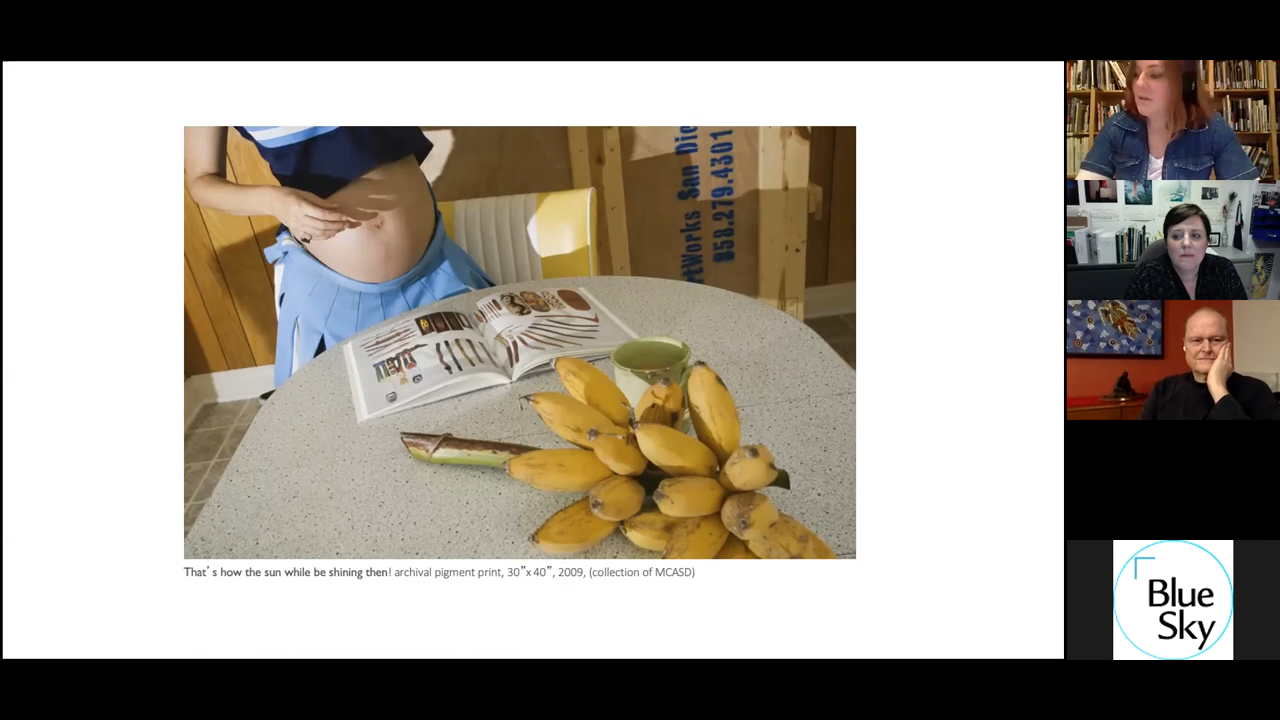 rtWorks San Die
858.279.4301
That's how the sun while be shining then! archival pigment print, 30”x 40”, 2009, (collection of MCASD)
Blue
Sky